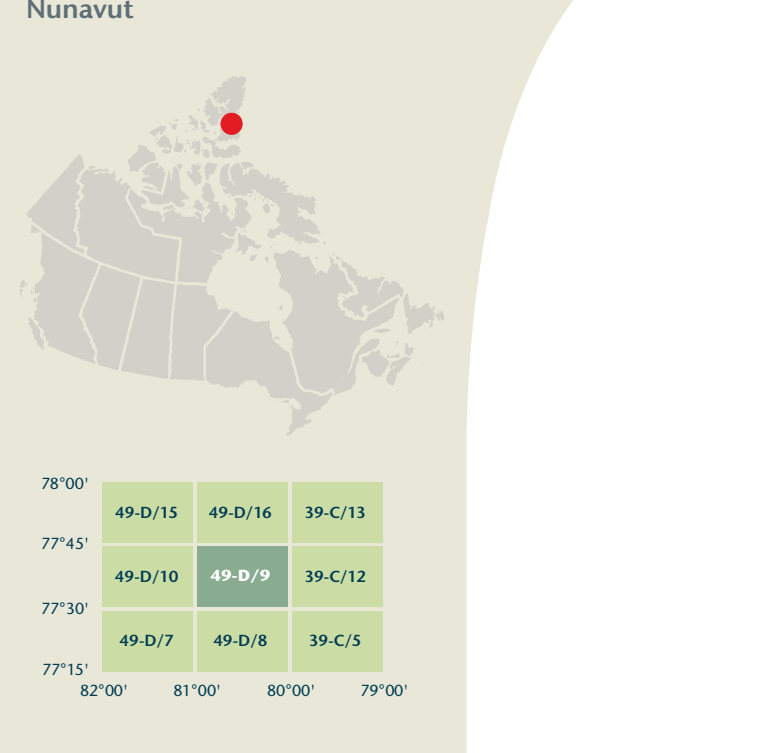 Nunavut
78°00'
49-D/15 49-D/16 39-C/13
77°45'
49-D/10 49-D/9 39-C/12
77°30'
49-D/7 49-D/8 39-C/5
77°15'
82°00' 81°00' 80°00' 79°00'